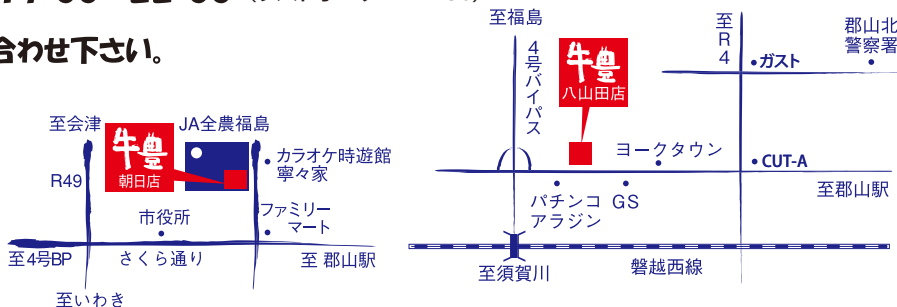 合わせ下さい。
至会津
JA全農福島
牛豊
朝日店
R49
カラオケ時遊館
寧々家
市役所
ファミリー
マート
至4号BP
さくら通り
至 郡山駅
至いわき
至福島
4号バイパス
牛豊
八山田店
至R4
ガスト
郡山北
警察署
ヨークタウン
CUT-A
至郡山駅
パチンコ
アラジン
GS
至須賀川
磐越西線